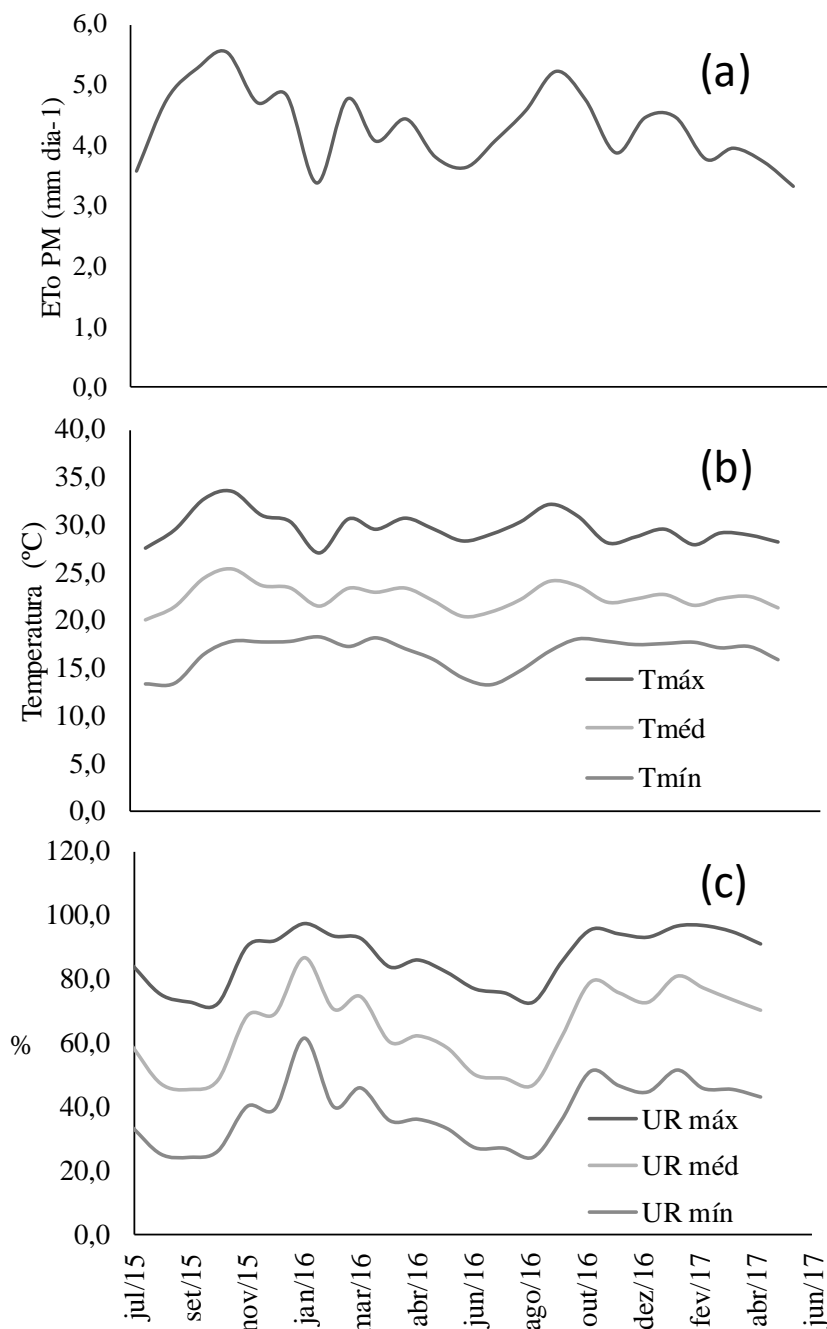 (a)
6,0
5,0
4,0
3,0
2,0
1,0
0,0
ETo PM (mm dia-1)
(b)
40,0
35,0
30,0
25,0
20,0
15,0
10,0
5,0
0,0
Temperatura (ºC)
Tmáx
Tméd
Tmín
(c)
120,0
100,0
80,0
60,0
40,0
20,0
0,0
%
UR máx
UR méd
UR mín
jul/15
set/15
nov/15
jan/16
mar/16
abr/16
jun/16
ago/16
out/16
dez/16
fev/17
abr/17
jun/17